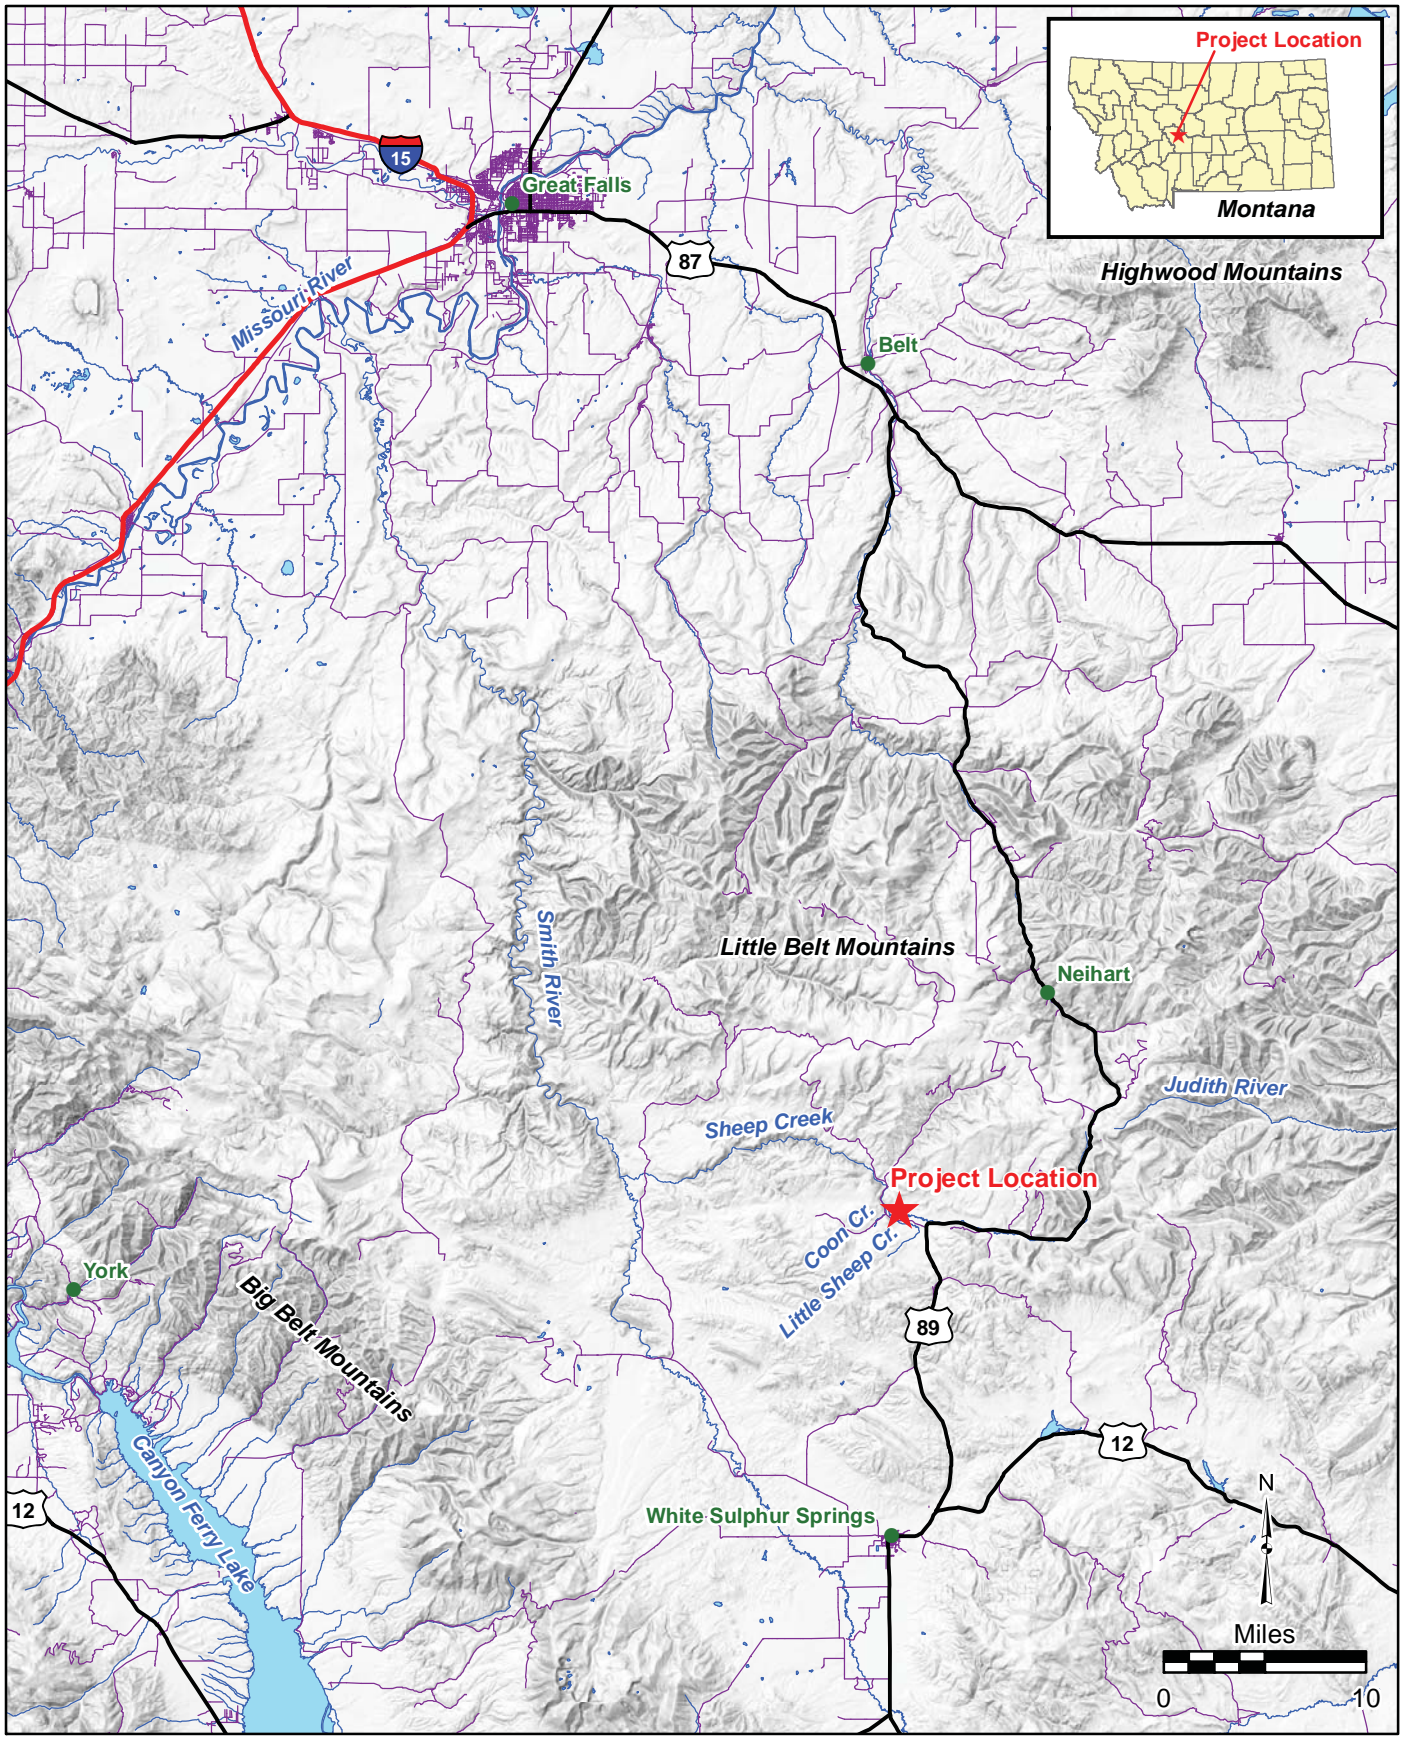 Project Location
Montana
15
Great Falls
87
Highwood Mountains
Missouri River
Belt
Smith River
Little Belt Mountains
Neihart
Judith River
Sheep Creek
Project Location
Coon Cr.
Little Sheep Cr.
York
Big Belt Mountains
89
12
Canyon Ferry Lake
N
12
White Sulphur Springs
Miles
0 10